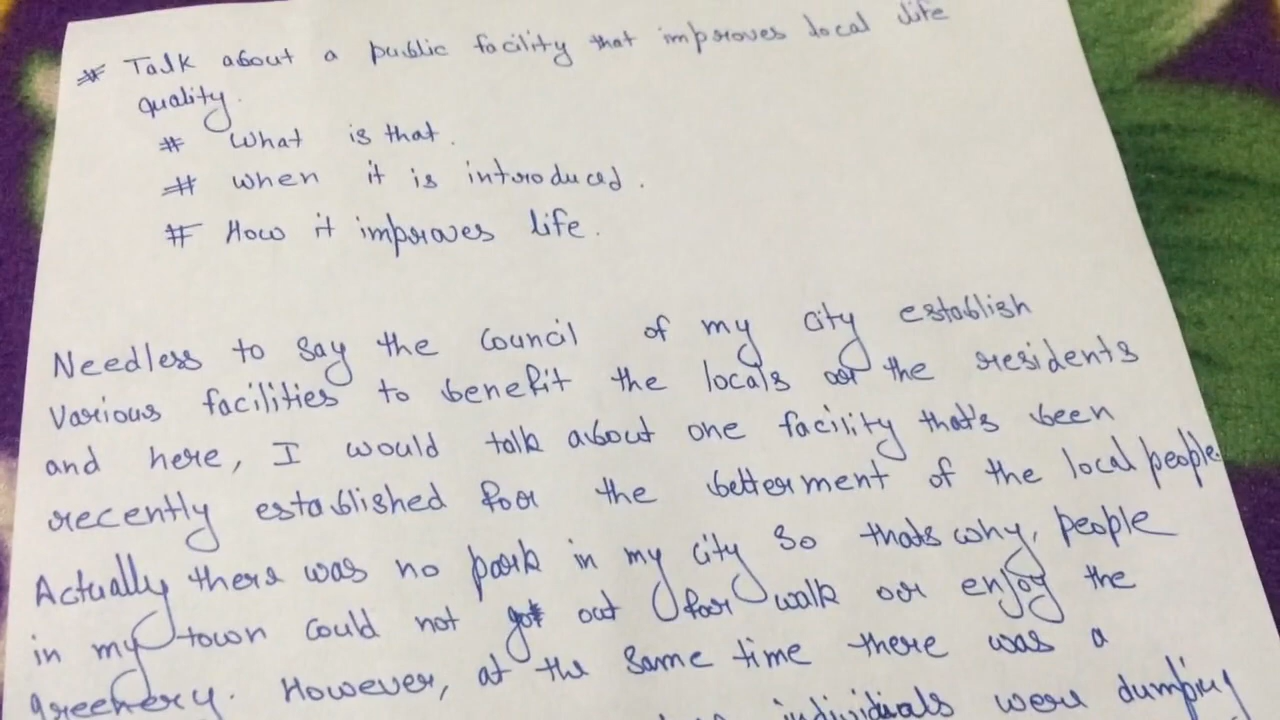 # Talk about a public facility that improves local life
quality.
# What is that.
# when it is introduced.
# How it improves life.
Needless to say the council of my city establish
various facilities to benefit the locals or the residents
and here, I would talk about one facility that's been
recently established for the betterment of the local people.
Actually there was no park in my city so thats why, people
in my town could not got out for walk or enjoy the
greenery. However, at the same time there was a
individials were dumping